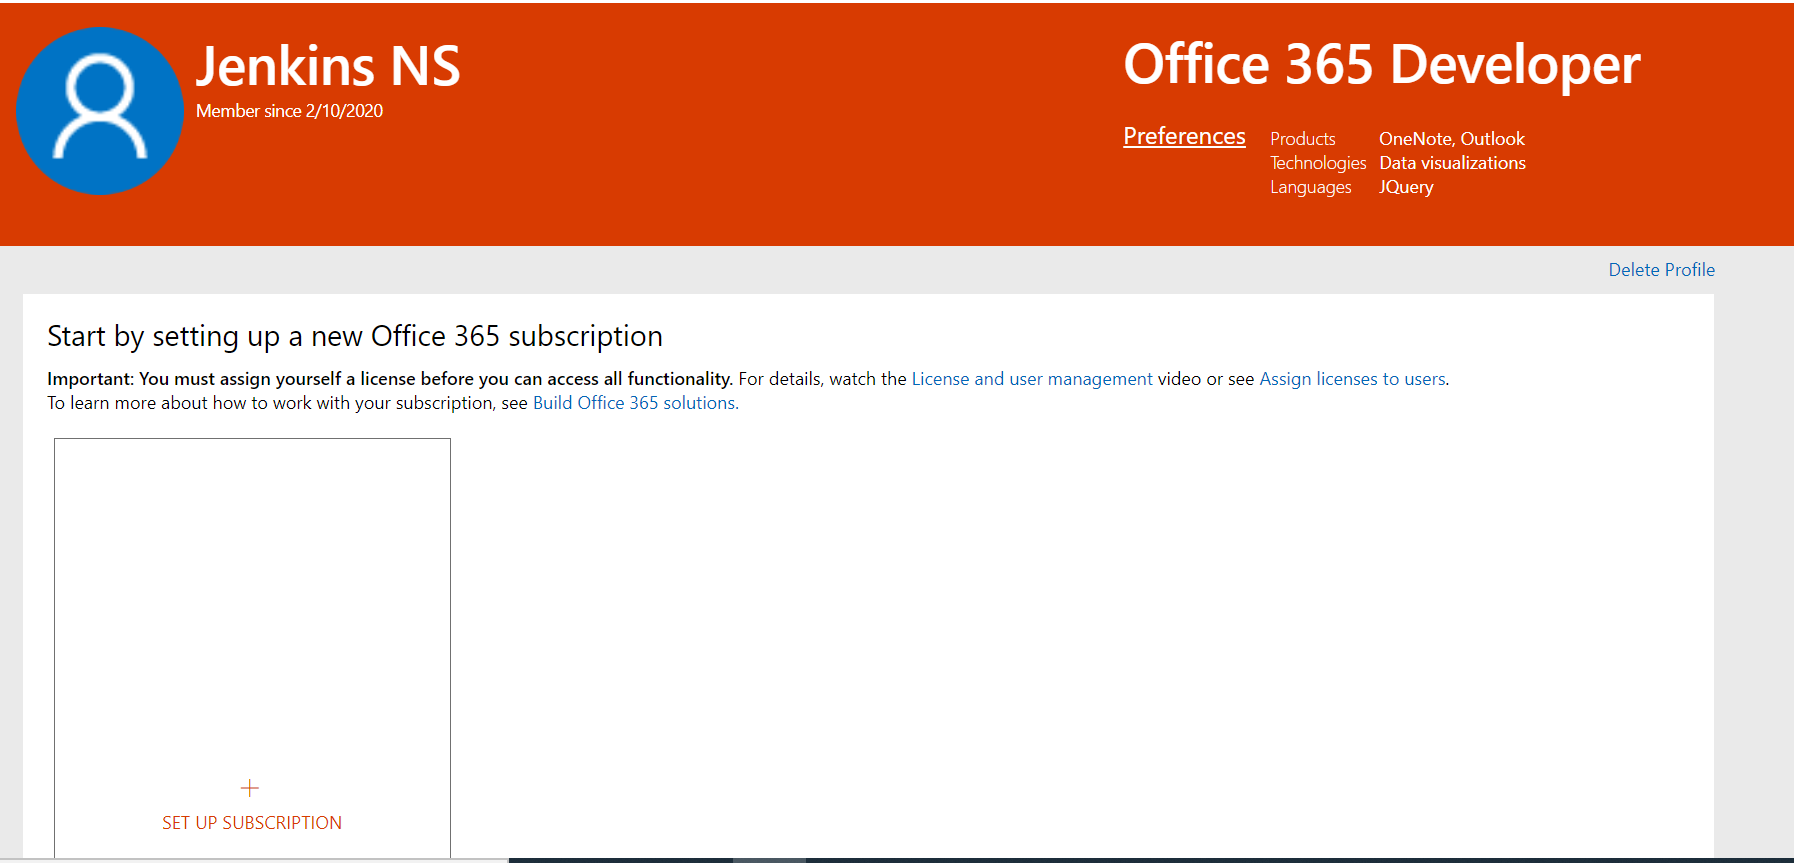 Jenkins NS
Member since 2/10/2020
Office 365 Developer
Preferences
Products OneNote, Outlook
Technologies Data visualizations
Languages JQuery
Delete Profile
Start by setting up a new Office 365 subscription
Important: You must assign yourself a license before you can access all functionality. For details, watch the License and user management video or see Assign licenses to users.
To learn more about how to work with your subscription, see Build Office 365 solutions.
SET UP SUBSCRIPTION